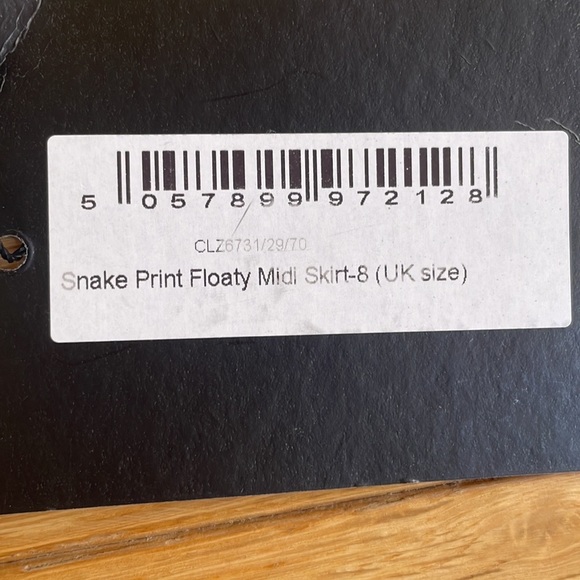 5 057899 972128
CLZ6731/29/70
Snake Print Floaty Midi Skirt-8 (UK size)